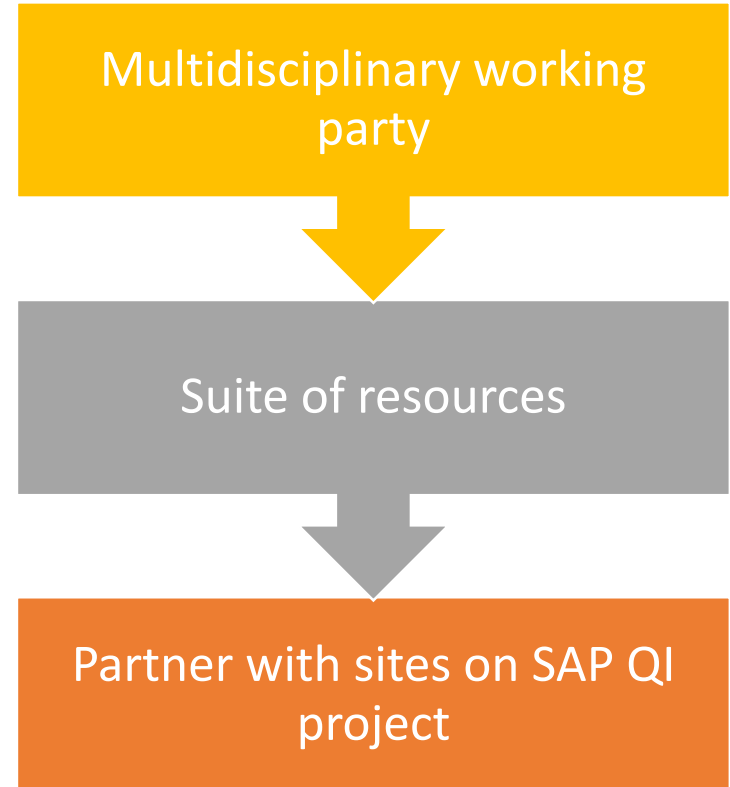 Multidisciplinary working
party
Suite of resources
Partner with sites on SAP QI
project